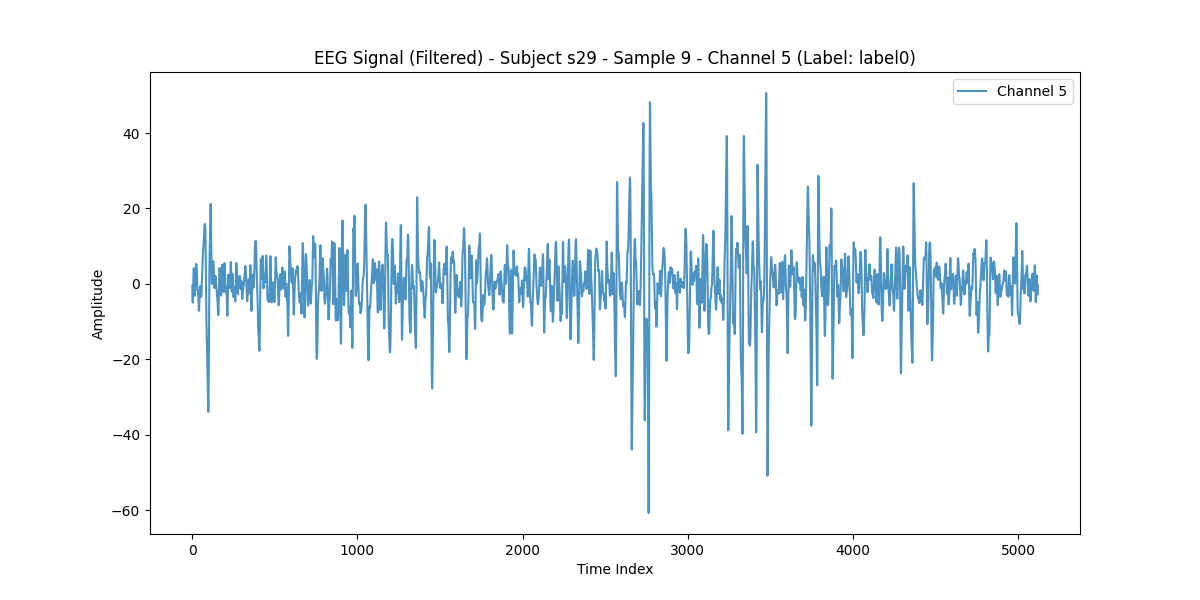 EEG Signal (Filtered) - Subject s29 - Sample 9 - Channel 5 (Label: label0)
Channel 5
Amplitude
40
20
0
−20
−40
−60
0 1000 2000 3000 4000 5000
Time Index